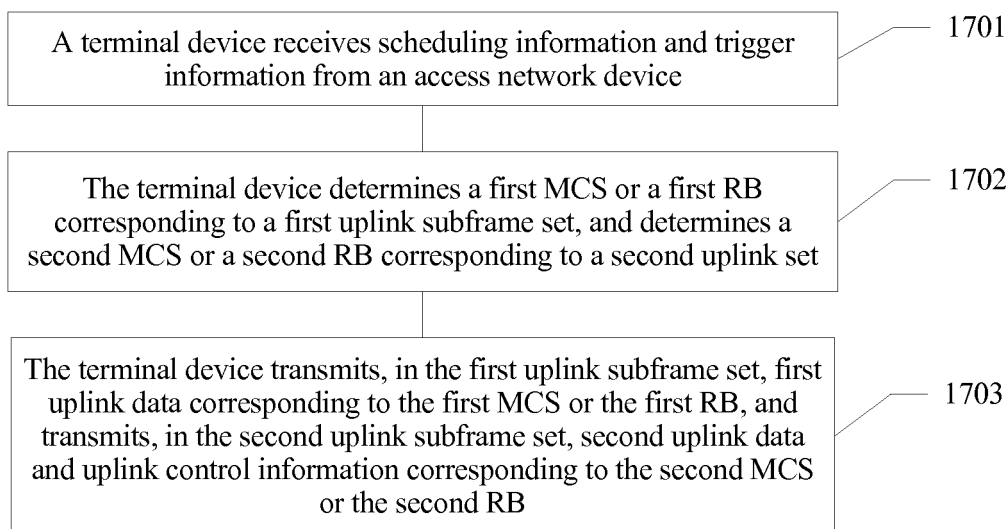 A terminal device receives scheduling information and trigger
information from an access network device
1701
The terminal device determines a first MCS or a first RB
corresponding to a first uplink subframe set, and determines a
second MCS or a second RB corresponding to a second uplink set
1702
The terminal device transmits, in the first uplink subframe set, first
uplink data corresponding to the first MCS or the first RB, and
transmits, in the second uplink subframe set, second uplink data
and uplink control information corresponding to the second MCS
or the second RB
1703